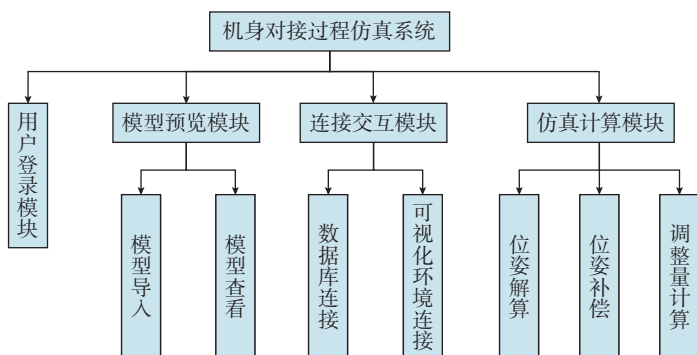 机身对接过程仿真系统
用户登录模块
模型预览模块
连接交互模块
仿真计算模块
模型导入
模型查看
数据库连接
可视化环境连接
位姿解算
位姿补偿
调整量计算